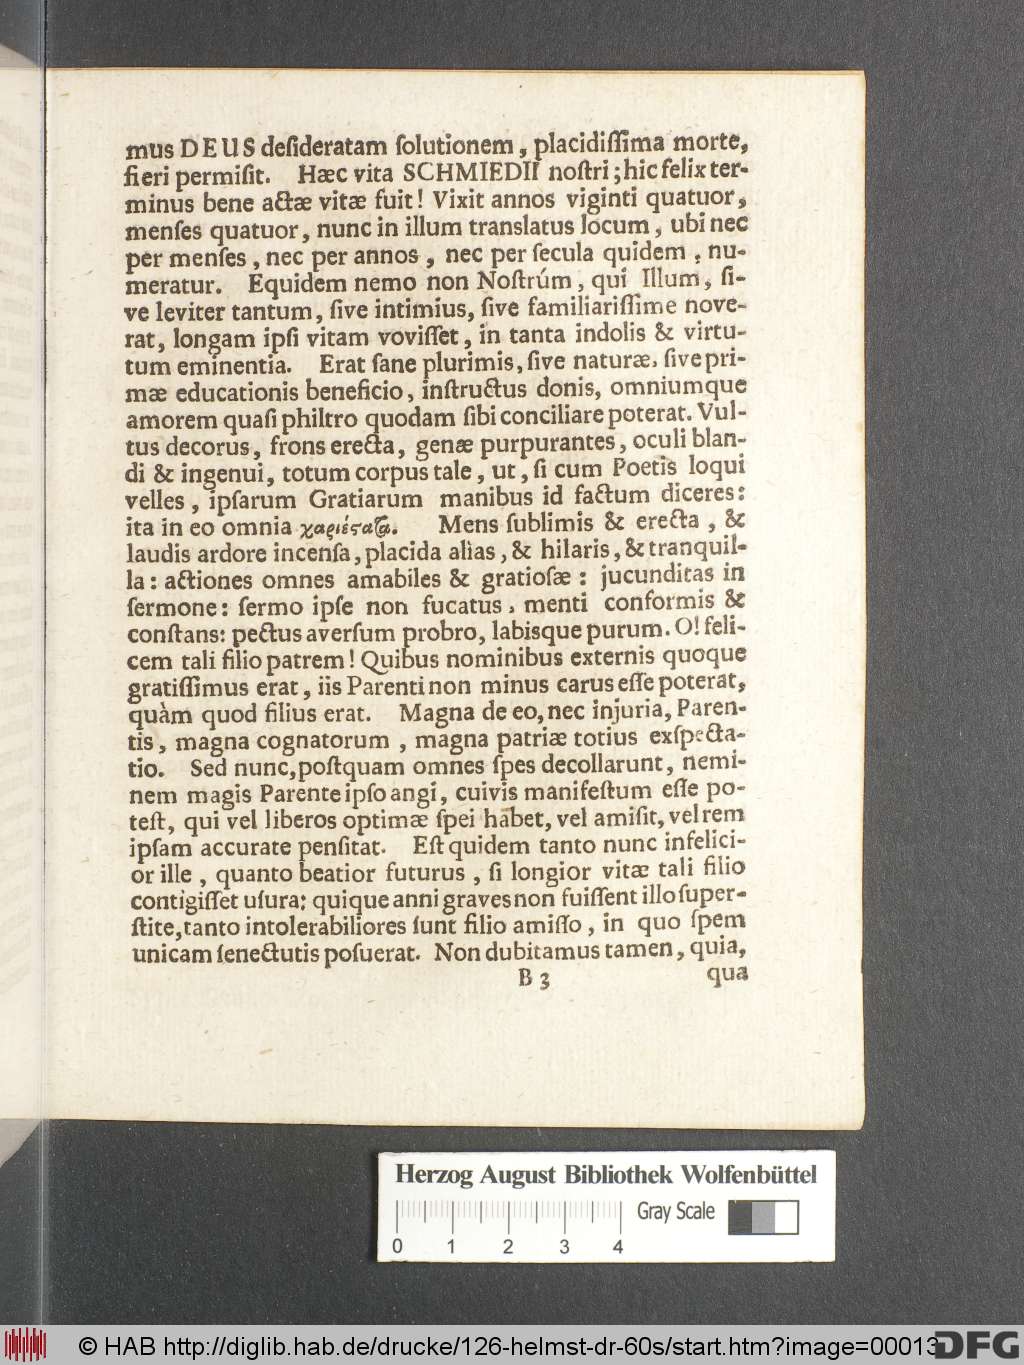 mus DEUS deſideratam ſolutionem, placidiſſima morte,
fieri permiſit. Hæc vita SCHMIEDII noſtri; hic felix ter-
minus bene actæ vitæ fuit! Vixit annos viginti quatuor,
menſes quatuor, nunc in illum translatus locum, ubi nec
per menſes, nec per annos, nec per ſecula quidem, nu-
meratur. Equidem nemo non Noſtrúm, qui Illum, ſi-
ve leviter tantum, ſive intimius, ſive familiariſſime nove-
rat, longam ipſi vitam voviſſet, in tanta indolis & virtu-
tum eminentia. Erat ſane plurimis, ſive naturæ, ſive pri-
mæ educationis beneficio, inſtructus donis, omniumque
amorem quaſi philtro quodam ſibi conciliare poterat. Vul-
tus decorus, frons erecta, genæ purpurantes, oculi blan-
di & ingenui, totum corpus tale, ut, ſi cum Poetis loqui
velles, ipſarum Gratiarum manibus id factum diceres:
ita in eo omnia χαριέςατα. Mens ſublimis & erecta, &
laudis ardore incenſa, placida alìas, & hilaris, & tranquil-
la: actiones omnes amabiles & gratioſæ: jucunditas in
ſermone: ſermo ipſe non fucatus, menti conformis &
conſtans: pectus averſum probro, labisque purum. O! feli-
cem tali filio patrem! Quibus nominibus externis quoque
gratiſſimus erat, iis Parenti non minus carus eſſe poterat,
quàm quod filius erat. Magna de eo, nec injuria, Paren-
tis, magna cognatorum, magna patriæ totius exſpecta-
tio. Sed nunc, poſtquam omnes ſpes decollarunt, nemi-
nem magis Parente ipſo angi, cuivis manifeſtum eſſe po-
teſt, qui vel liberos optimæ ſpei habet, vel amiſit, vel rem
ipſam accurate penſitat. Eſt quidem tanto nunc infelici-
or ille, quanto beatior futurus, ſi longior vitæ tali filio
contigiſſet uſura: quique anni graves non fuiſſent illo ſuper-
ſtite, tanto intolerabiliores ſunt filio amiſſo, in quo ſpem
unicam ſenectutis poſuerat. Non dubitamus tamen, quia,
B 3 qua
Herzog August Bibliothek Wolfenbüttel
Gray Scale
0 1 2 3 4
© HAB http://diglib.hab.de/drucke/126-helmst-dr-60s/start.htm?image=00013
DFG